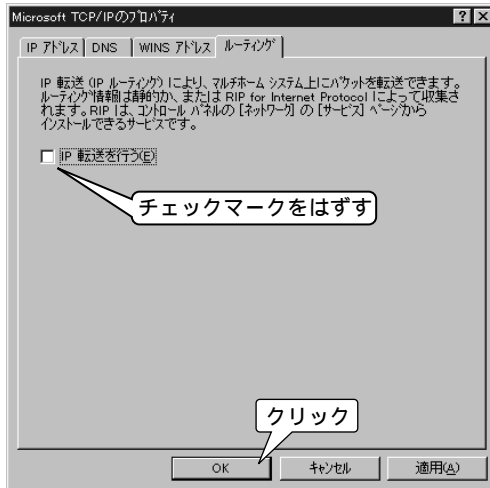 Microsoft TCP/IPのﾌﾟﾛﾊﾟﾃｨ
IP ｱﾄﾞﾚｽ DNS WINS ｱﾄﾞﾚｽ ﾙｰﾃｨﾝｸﾞ
IP 転送 (IP ﾙｰﾃｨﾝｸﾞ) により、ﾏﾙﾁﾎｰﾑ ｼｽﾃﾑ上にﾊﾟｹｯﾄを転送できます。
ﾙｰﾃｨﾝｸﾞ情報は静的か、または RIP for Internet Protocol によって収集さ
れます。RIP は、ｺﾝﾄﾛｰﾙ ﾊﾟﾈﾙの [ﾈｯﾄﾜｰｸ] の [ｻｰﾋﾞｽ] ﾍﾟｰｼﾞから
ｲﾝｽﾄｰﾙできるｻｰﾋﾞｽです。
IP 転送を行う(E)
チェックマークをはずす
クリック
OK ｷｬﾝｾﾙ 適用(A)